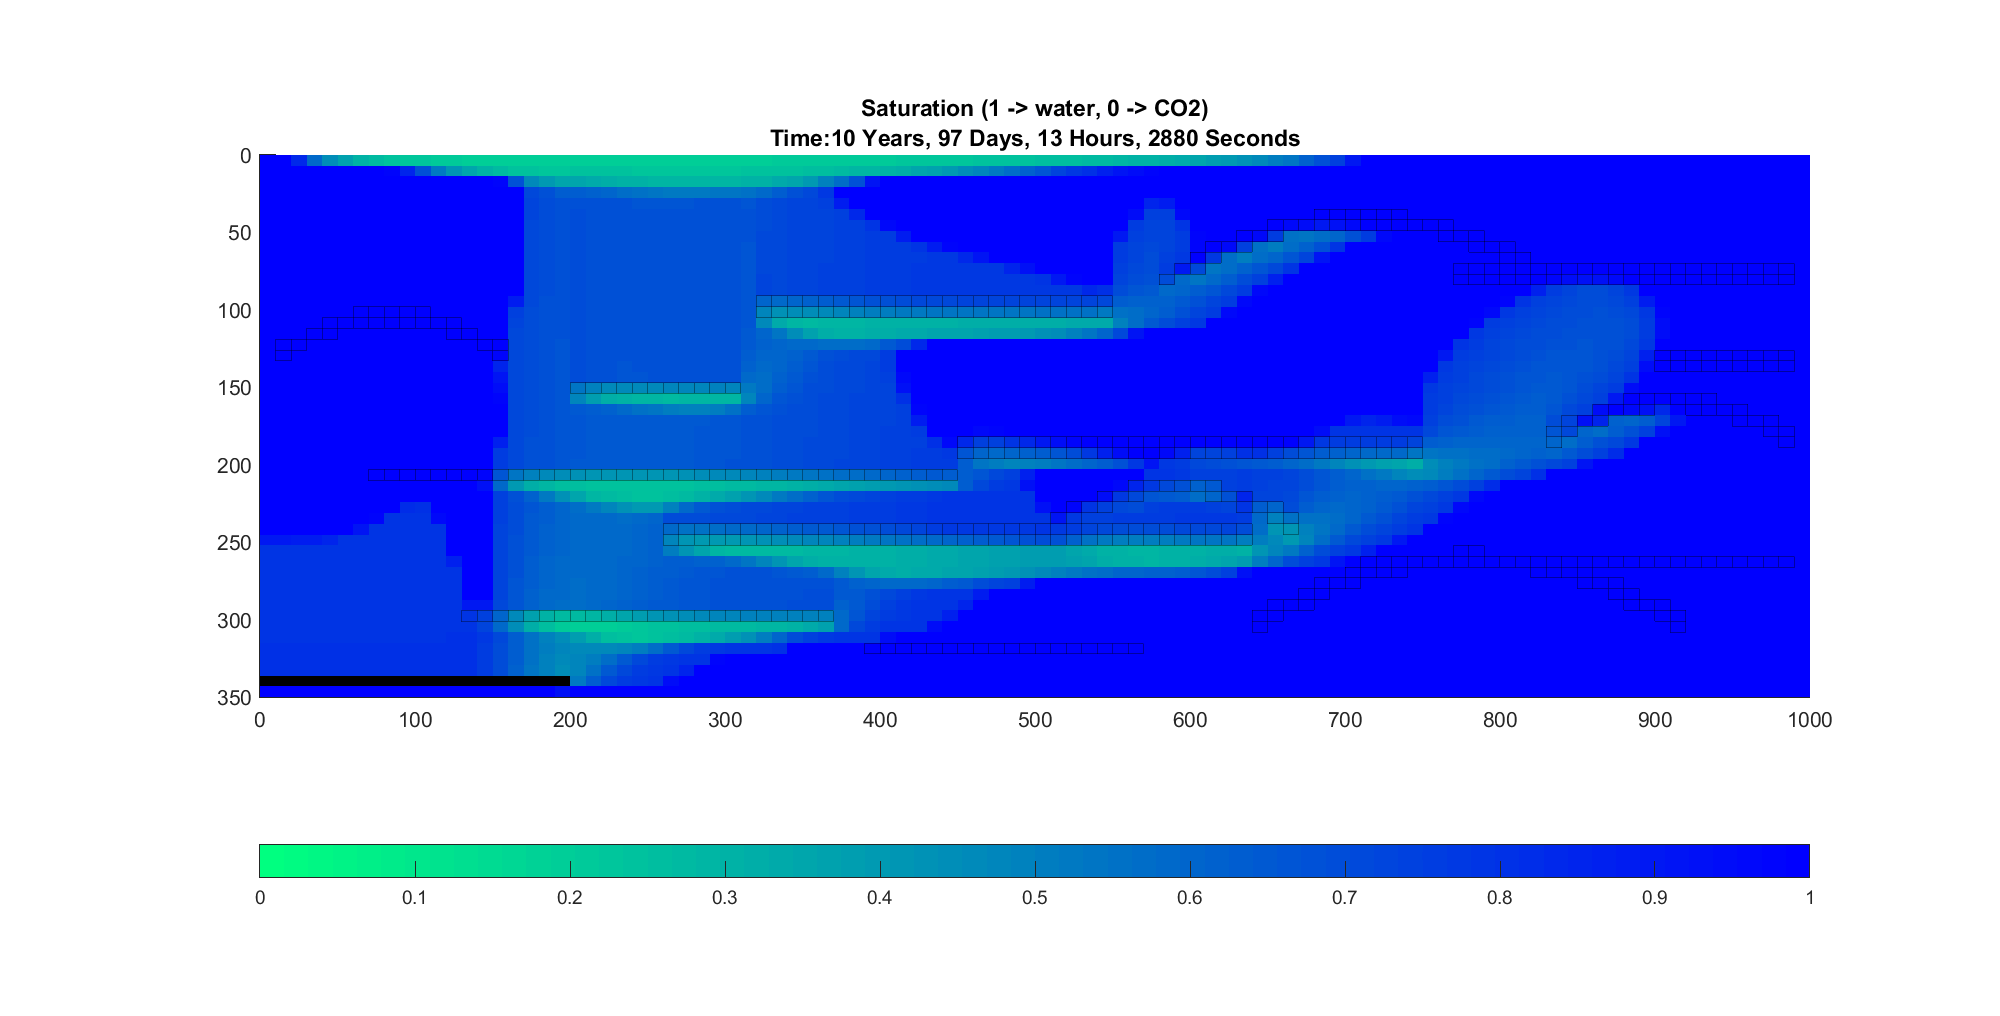 Saturation (1 -> water, 0 -> CO2)
Time:10 Years, 97 Days, 13 Hours, 2880 Seconds
0
50
100
150
200
250
300
350
0 100 200 300 400 500 600 700 800 900 1000
0 0.1 0.2 0.3 0.4 0.5 0.6 0.7 0.8 0.9 1